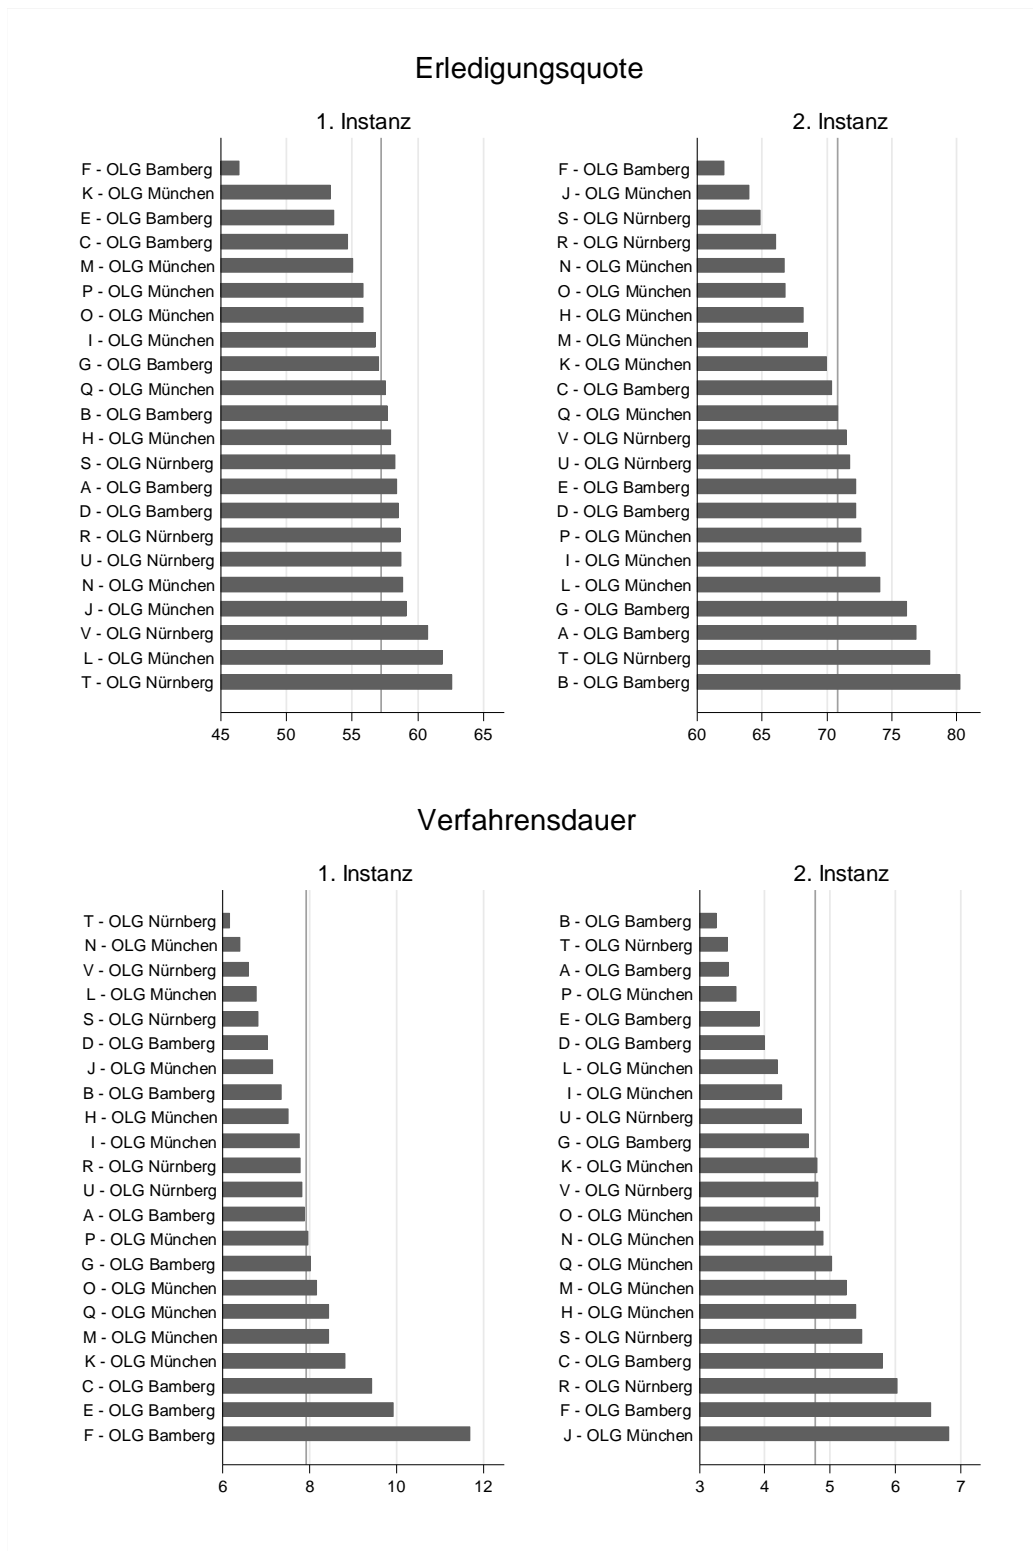 Erledigungsquote
1. Instanz
F - OLG Bamberg
K - OLG München
E - OLG Bamberg
C - OLG Bamberg
M - OLG München
P - OLG München
O - OLG München
I - OLG München
G - OLG Bamberg
Q - OLG München
B - OLG Bamberg
H - OLG München
S - OLG Nürnberg
A - OLG Bamberg
D - OLG Bamberg
R - OLG Nürnberg
U - OLG Nürnberg
N - OLG München
J - OLG München
V - OLG Nürnberg
L - OLG München
T - OLG Nürnberg
45 50 55 60 65
2. Instanz
F - OLG Bamberg
J - OLG München
S - OLG Nürnberg
R - OLG Nürnberg
N - OLG München
O - OLG München
H - OLG München
M - OLG München
K - OLG München
C - OLG Bamberg
Q - OLG München
V - OLG Nürnberg
U - OLG Nürnberg
E - OLG Bamberg
D - OLG Bamberg
P - OLG München
I - OLG München
L - OLG München
G - OLG Bamberg
A - OLG Bamberg
T - OLG Nürnberg
B - OLG Bamberg
60 65 70 75 80
Verfahrensdauer
1. Instanz
T - OLG Nürnberg
N - OLG München
V - OLG Nürnberg
L - OLG München
S - OLG Nürnberg
D - OLG Bamberg
J - OLG München
B - OLG Bamberg
H - OLG München
I - OLG München
R - OLG Nürnberg
U - OLG Nürnberg
A - OLG Bamberg
P - OLG München
G - OLG Bamberg
O - OLG München
Q - OLG München
M - OLG München
K - OLG München
C - OLG Bamberg
E - OLG Bamberg
F - OLG Bamberg
6 8 10 12
2. Instanz
B - OLG Bamberg
T - OLG Nürnberg
A - OLG Bamberg
P - OLG München
E - OLG Bamberg
D - OLG Bamberg
L - OLG München
I - OLG München
U - OLG Nürnberg
G - OLG Bamberg
K - OLG München
V - OLG Nürnberg
O - OLG München
N - OLG München
Q - OLG München
M - OLG München
H - OLG München
S - OLG Nürnberg
C - OLG Bamberg
R - OLG Nürnberg
F - OLG Bamberg
J - OLG München
3 4 5 6 7